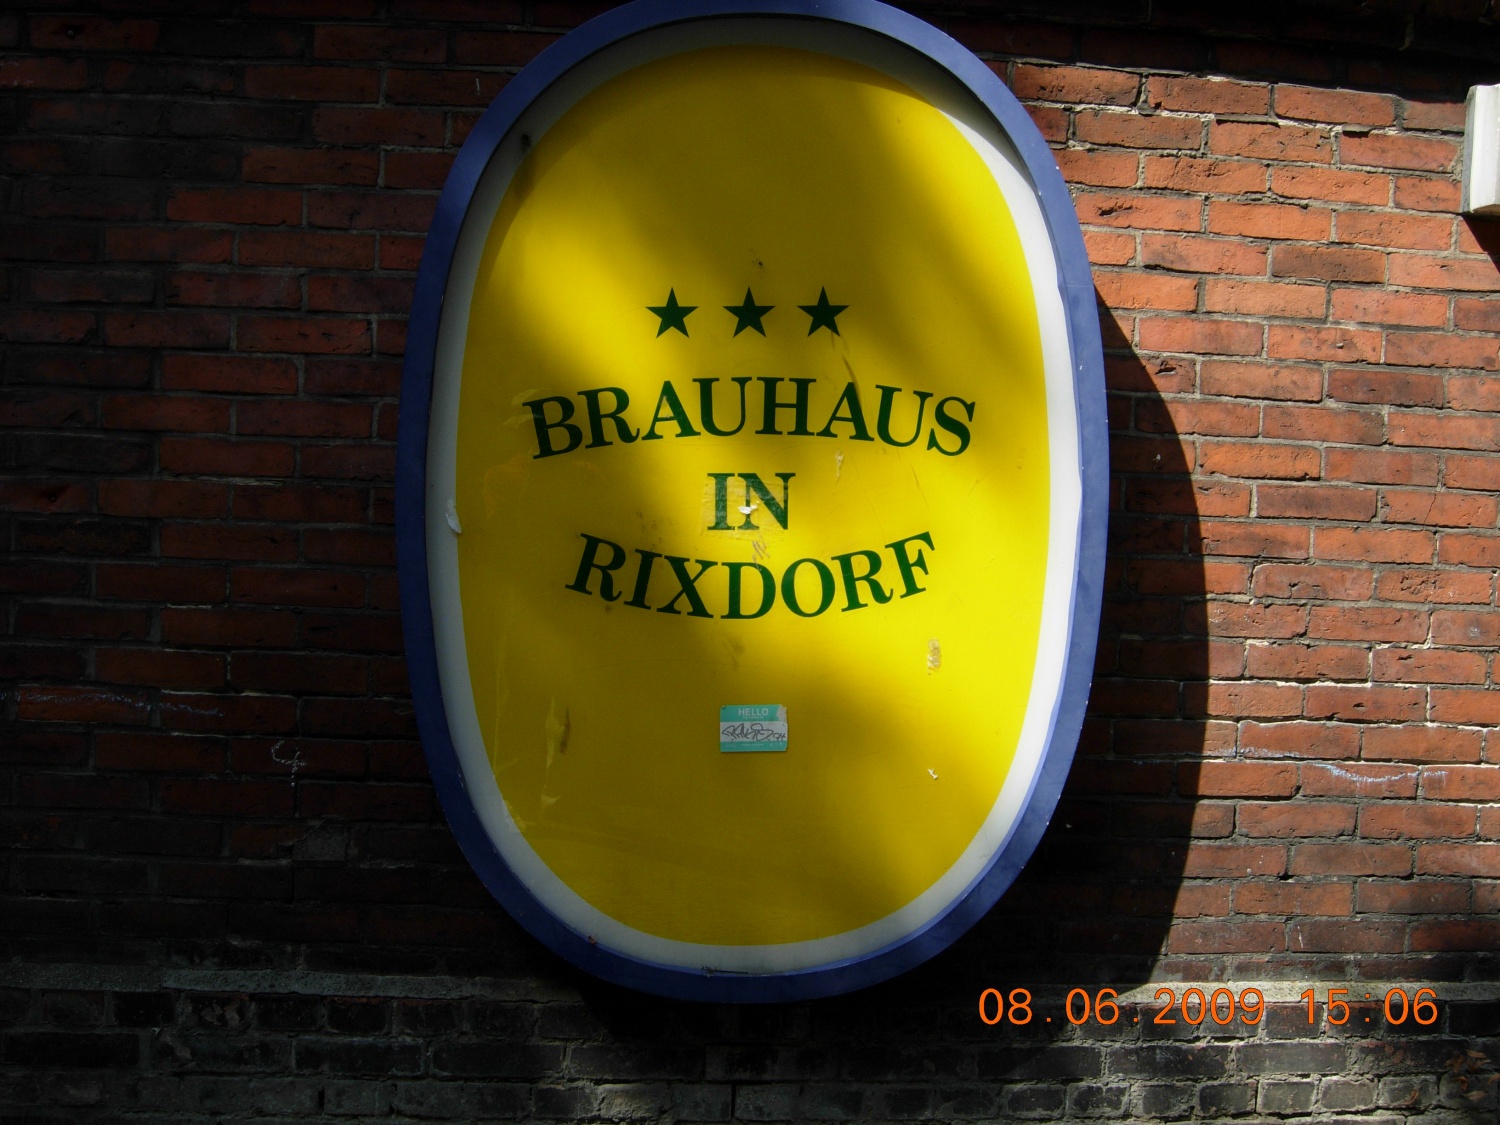 BRAUHAUS
IN
RIXDORF
HELLO
08.06.2009 15:06